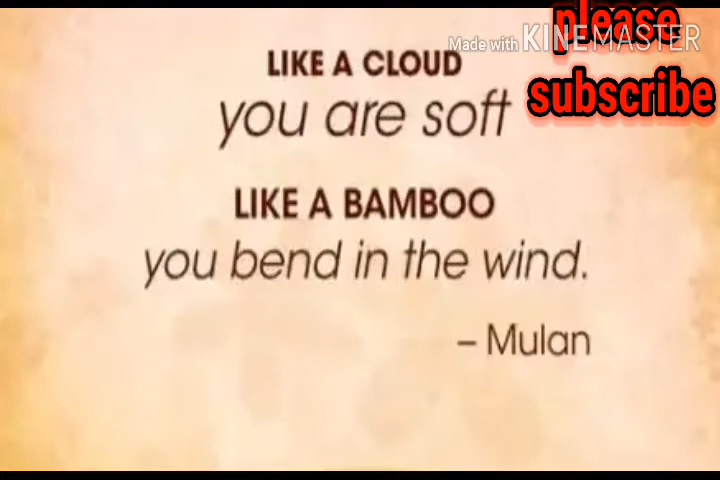 please
Made with KINEMASTER
subscribe
LIKE A CLOUD
you are soft
LIKE A BAMBOO
you bend in the wind.
– Mulan